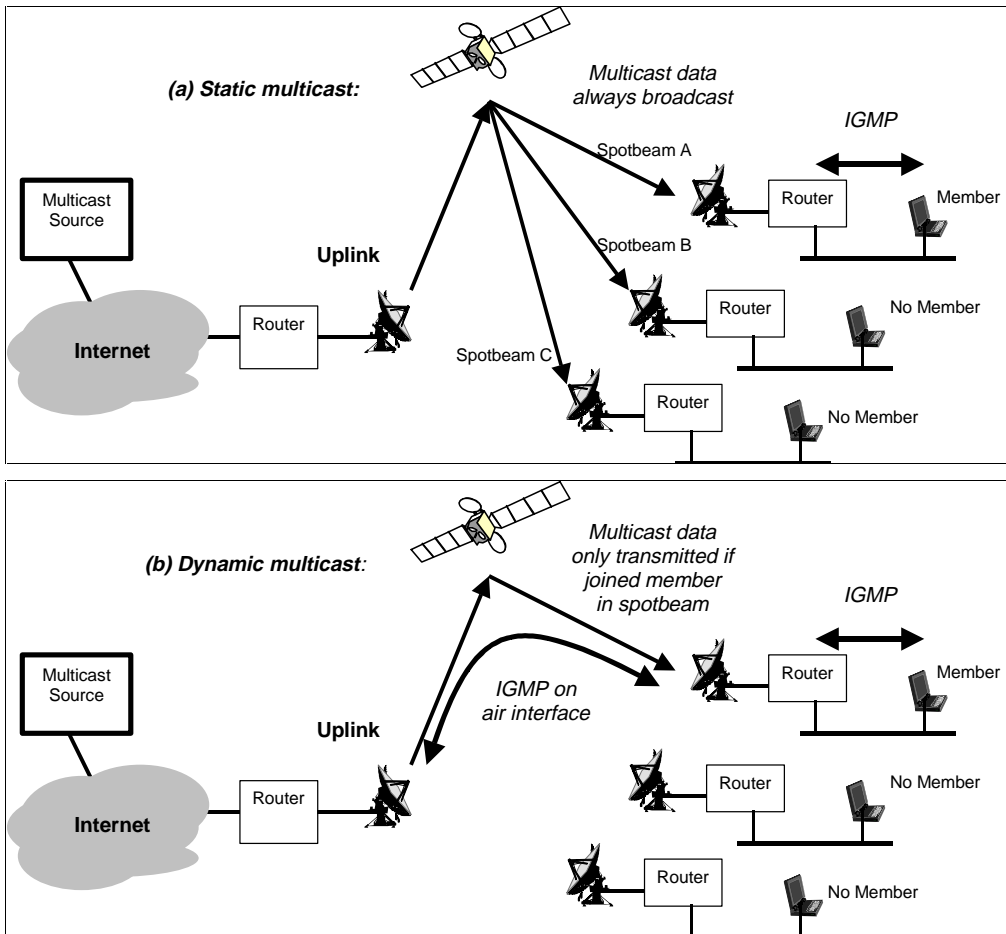 (a) Static multicast:
Multicast data
always broadcast
IGMP
Spotbeam A
Multicast
Source
Router
Member
Uplink
Spotbeam B
Router
No Member
Internet
Router
Spotbeam C
Router
No Member
(b) Dynamic multicast:
Multicast data
only transmitted if
joined member
in spotbeam
IGMP
Multicast
Source
IGMP on
air interface
Router
Member
Uplink
Router
No Member
Internet
Router
Router
No Member